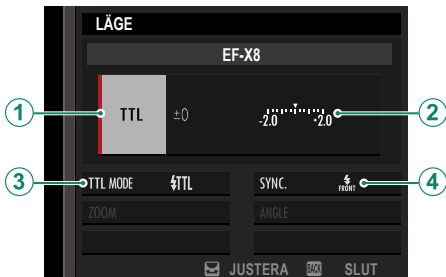 LÄGE
EF-X8
1 TTL ±0 -2.0 +2.0 2
3 TTL MODE TTL SYNC. FRONT 4
ZOOM ANGLE
JUSTERA BACK SLUT